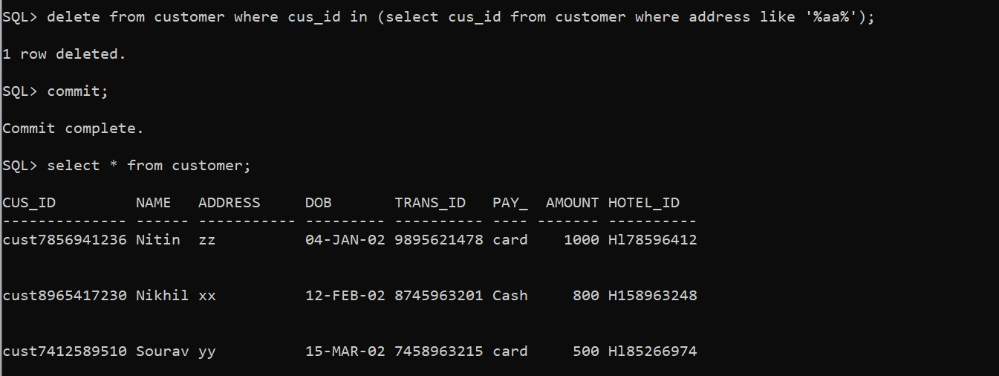 SQL> delete from customer where cus_id in (select cus_id from customer where address like '%aa%');
1 row deleted.
SQL> commit;
Commit complete.
SQL> select * from customer;
CUS_ID         NAME   ADDRESS     DOB       TRANS_ID   PAY_  AMOUNT HOTEL_ID
-------------- ------ ----------- --------- ---------- ---- ------- ----------
cust7856941236 Nitin  zz          04-JAN-02 9895621478 card    1000 Hl78596412
cust8965417230 Nikhil xx          12-FEB-02 8745963201 Cash     800 H158963248
cust7412589510 Sourav yy          15-MAR-02 7458963215 card     500 Hl85266974